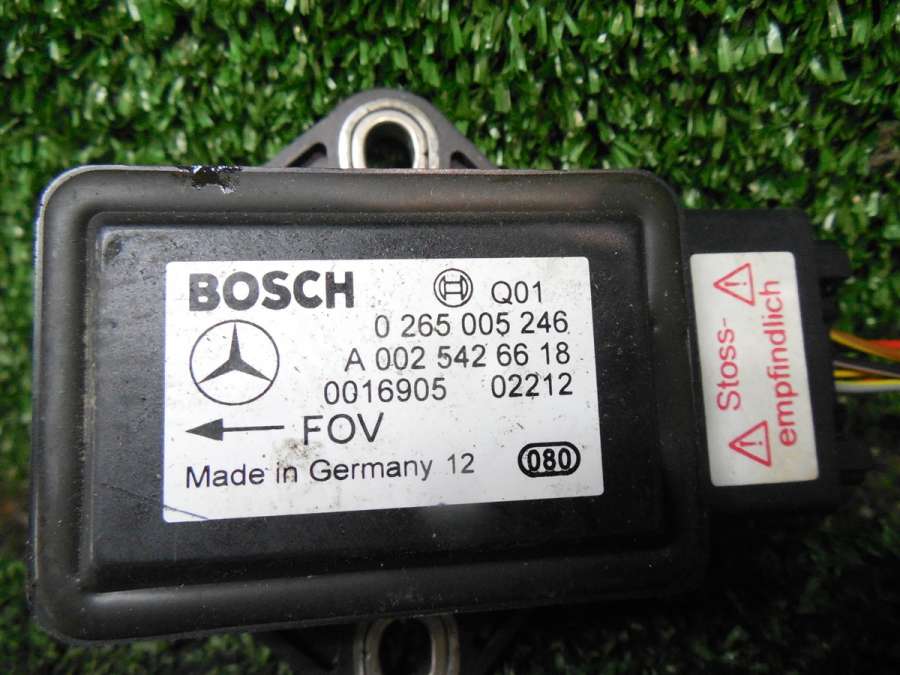 BOSCH Q01
0 265 005 246
A 002 542 66 18
0016905 02212
FOV
Made in Germany 12 080
Stoss-
empfindlich